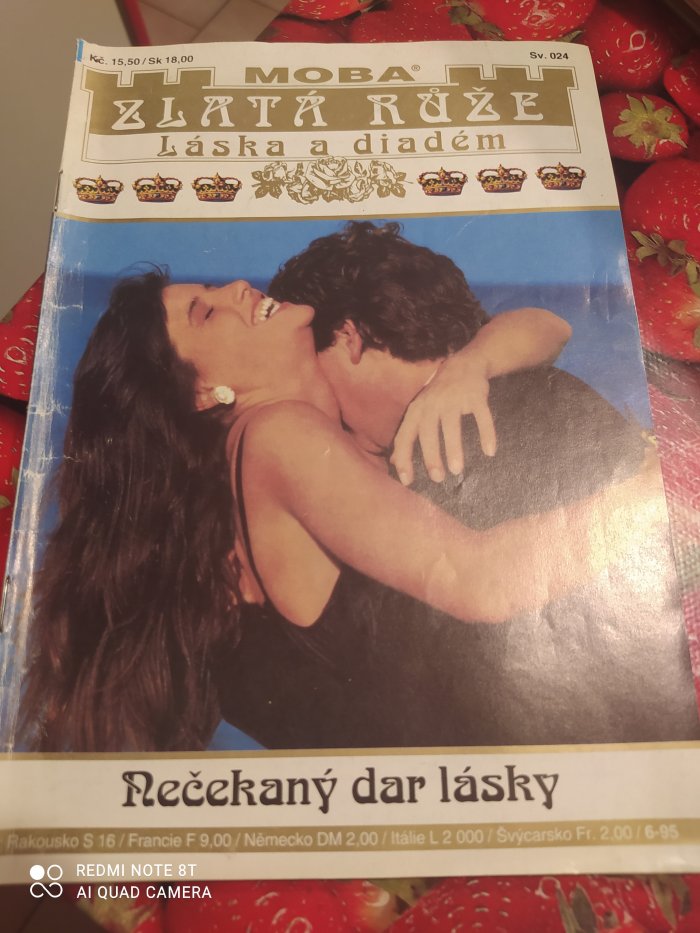 Kč. 15,50 / Sk 18,00
Sv. 024
MOBA®
ZLATÁ RŮŽE
Láska a diadém
Nečekaný dar lásky
Rakousko S 16 / Francie F 9,00 / Německo DM 2,00 / Itálie L 2 000 / Švýcarsko Fr. 2,00 / 6-95
REDMI NOTE 8T
AI QUAD CAMERA